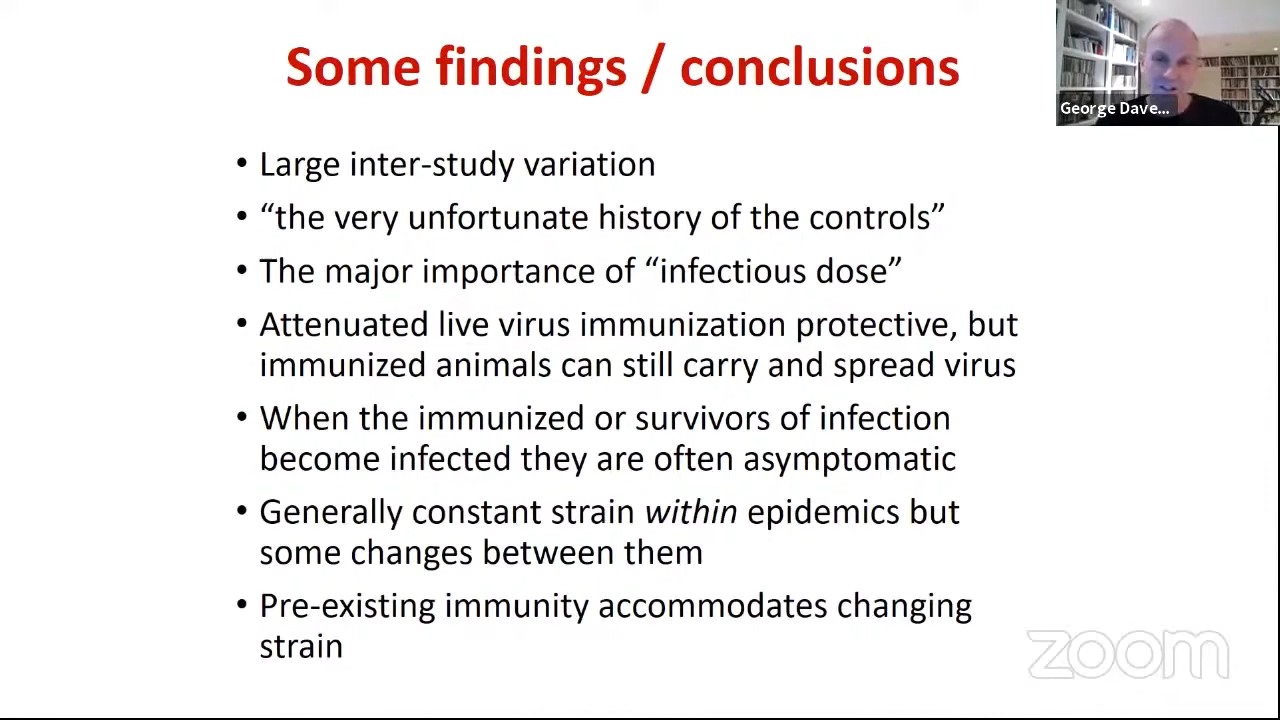 Some findings / conclusions
George Dave...
• Large inter-study variation
• “the very unfortunate history of the controls”
• The major importance of “infectious dose”
• Attenuated live virus immunization protective, but
immunized animals can still carry and spread virus
• When the immunized or survivors of infection
become infected they are often asymptomatic
• Generally constant strain within epidemics but
some changes between them
• Pre-existing immunity accommodates changing
strain
zoom